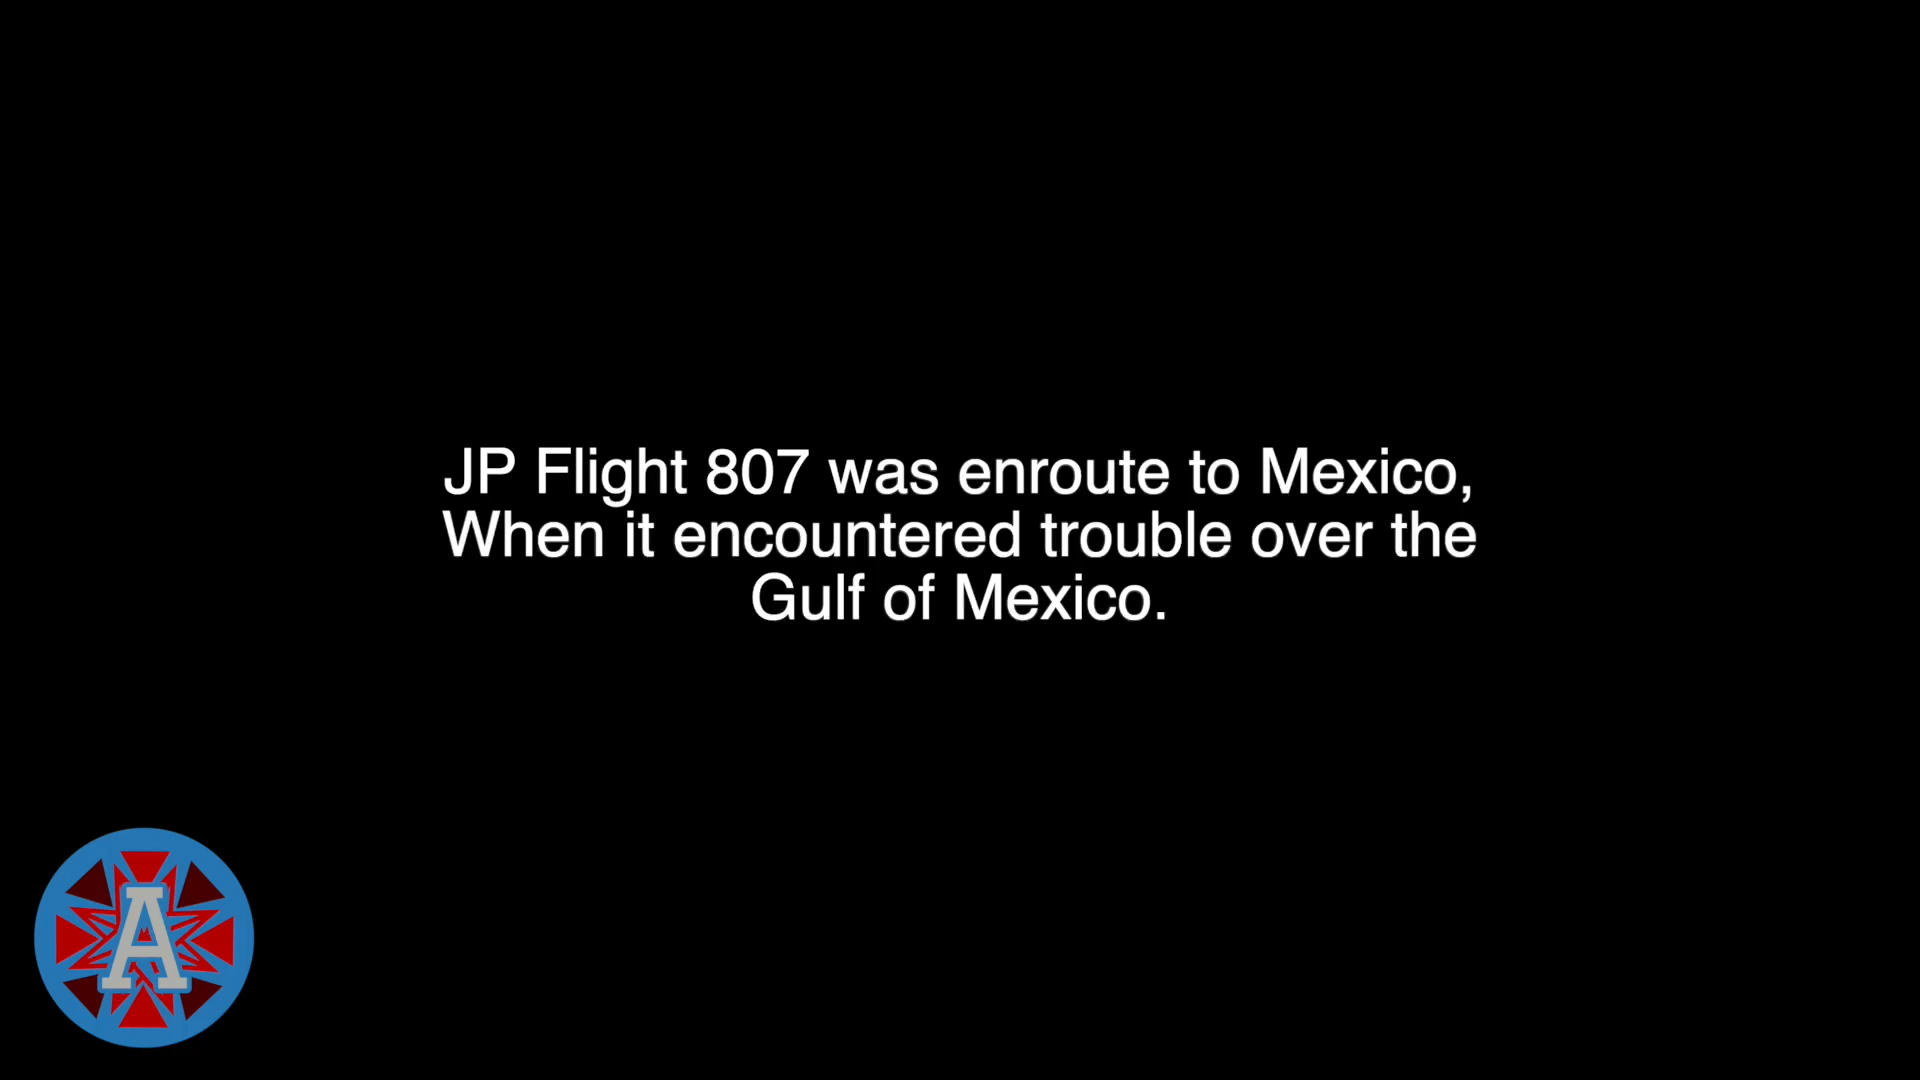 JP Flight 807 was enroute to Mexico,
When it encountered trouble over the
Gulf of Mexico.
A